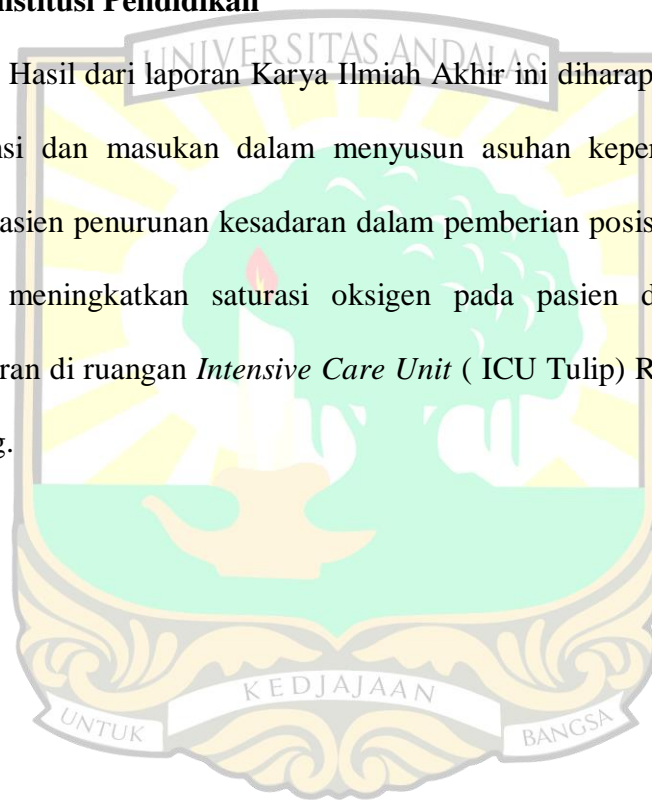 Institusi Pendidikan
UNIVERSITAS ANDALAS
Hasil dari laporan Karya Ilmiah Akhir ini diharap
nsi dan masukan dalam menyusun asuhan keper
asien penurunan kesadaran dalam pemberian posis
meningkatkan saturasi oksigen pada pasien d
ran di ruangan Intensive Care Unit ( ICU Tulip) R
g.
UNTUK KEDJAJAAN BANGSA